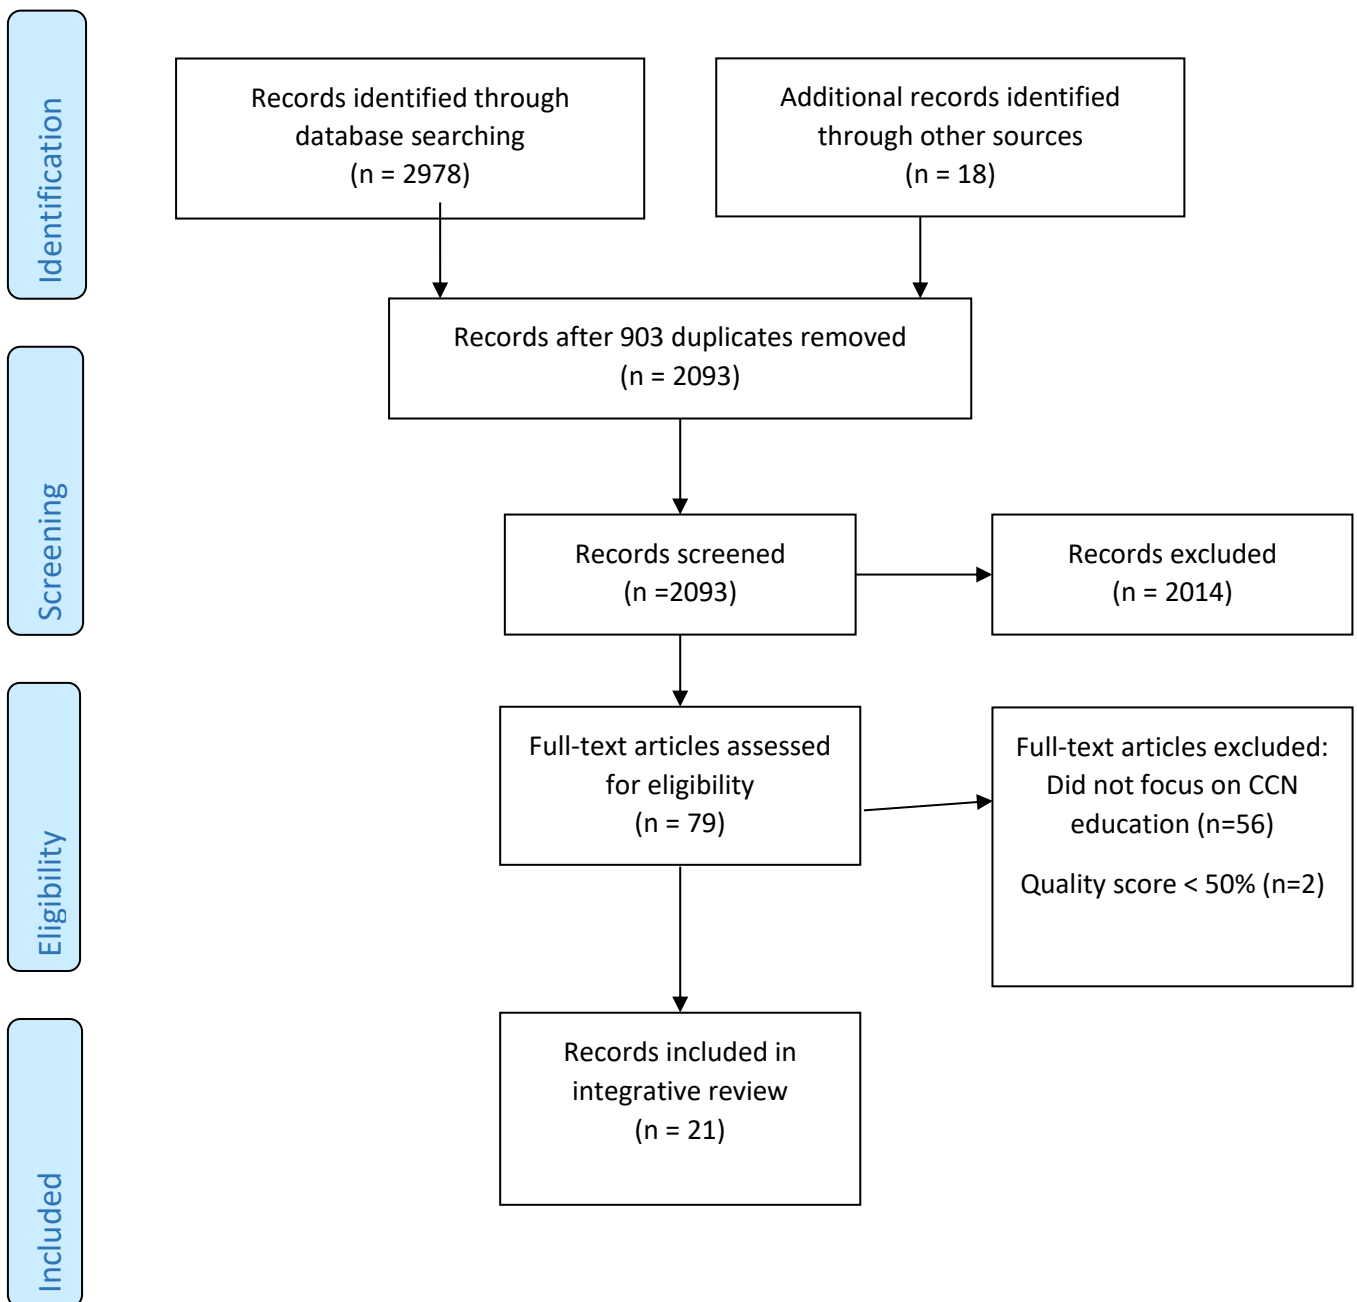 Identification
Records identified through
database searching
(n = 2978)
Additional records identified
through other sources
(n = 18)
Records after 903 duplicates removed
(n = 2093)
Screening
Records screened
(n =2093)
Records excluded
(n = 2014)
Eligibility
Full-text articles assessed
for eligibility
(n = 79)
Full-text articles excluded:
Did not focus on CCN
education (n=56)
Quality score < 50% (n=2)
Included
Records included in
integrative review
(n = 21)